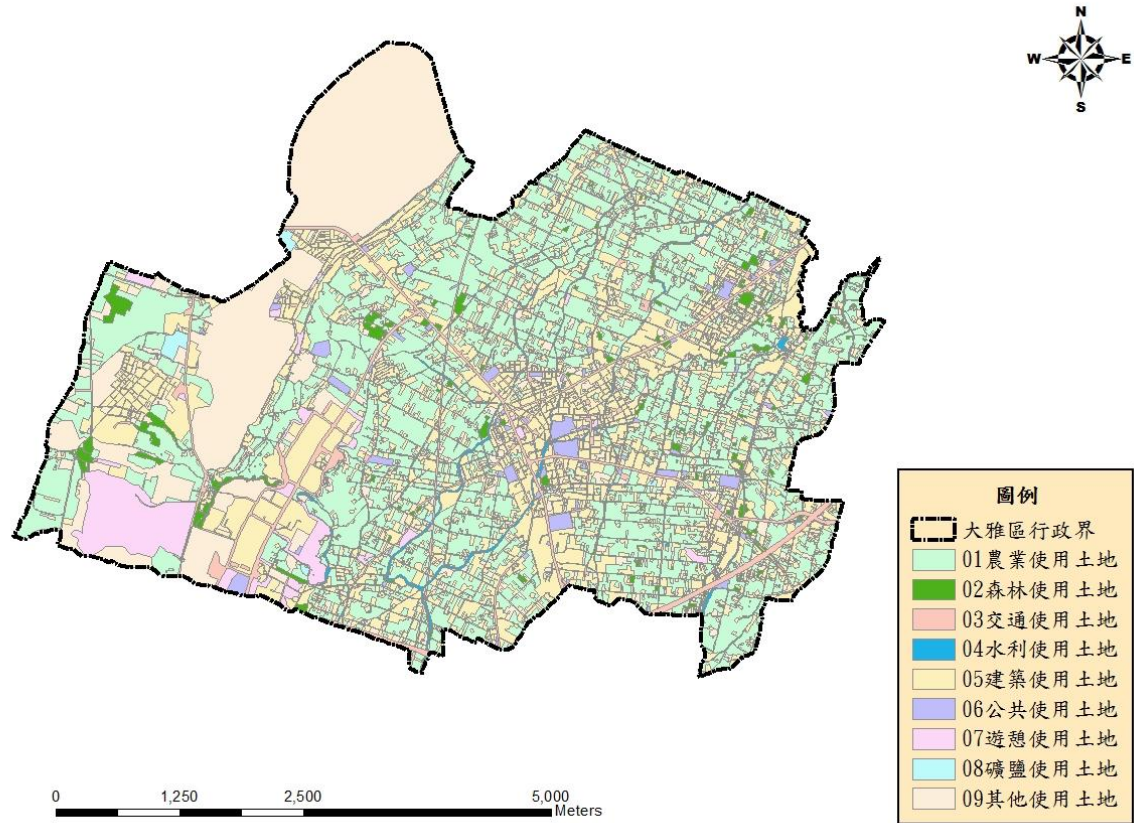 N
W E
S
圖例
大雅區行政界
01農業使用土地
02森林使用土地
03交通使用土地
04水利使用土地
05建築使用土地
06公共使用土地
07遊憩使用土地
08礦鹽使用土地
09其他使用土地
0 1,250 2,500 5,000
Meters